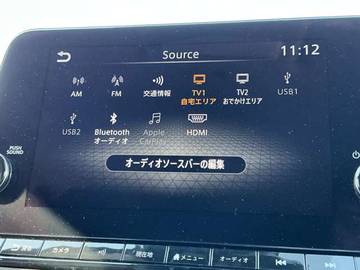 Source
11:12
AM
FM
交通情報
TV1
自宅エリア
TV2
おでかけエリア
USB1
USB2
Bluetooth
オーディオ
Apple
CarPlay
HDMI
オーディオソースバーの編集
PUSH
SOUND
カメラ
現在地
メニュー
オーディオ